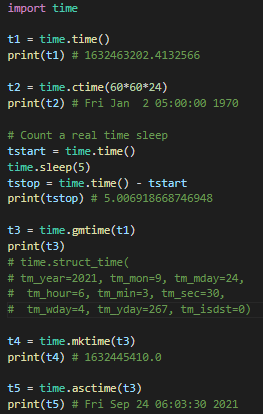 import time
t1 = time.time()
print(t1) # 1632463202.4132566
t2 = time.ctime(60*60*24)
print(t2) # Fri Jan  2 05:00:00 1970
# Count a real time sleep
tstart = time.time()
time.sleep(5)
tstop = time.time() - tstart
print(tstop) # 5.006918668746948
t3 = time.gmtime(t1)
print(t3)
# time.struct_time(
# tm_year=2021, tm_mon=9, tm_mday=24,
#  tm_hour=6, tm_min=3, tm_sec=30,
#  tm_wday=4, tm_yday=267, tm_isdst=0)
t4 = time.mktime(t3)
print(t4) # 1632445410.0
t5 = time.asctime(t3)
print(t5) # Fri Sep 24 06:03:30 2021